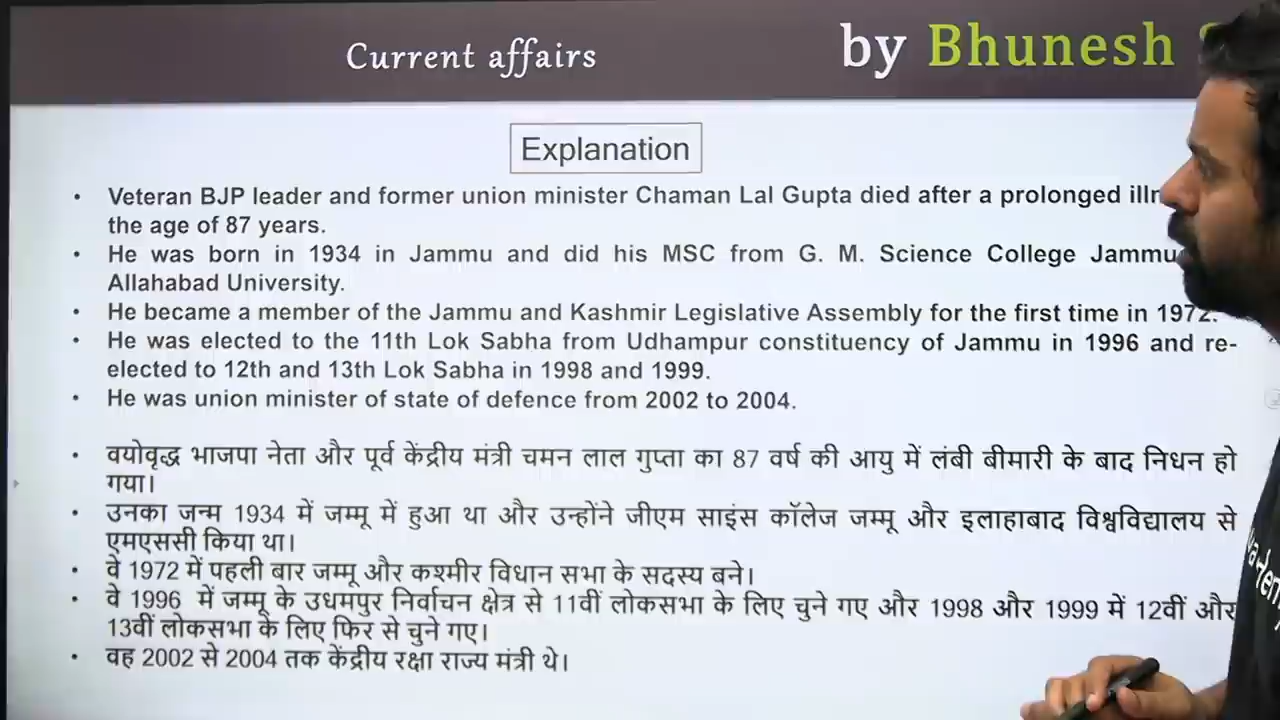 Current affairs
by Bhunesh
Explanation
• Veteran BJP leader and former union minister Chaman Lal Gupta died after a prolonged
the age of 87 years.
• He was born in 1934 in Jammu and did his MSC from G. M. Science College Jammu
Allahabad University.
• He became a member of the Jammu and Kashmir Legislative Assembly for the first time in 1972.
• He was elected to the 11th Lok Sabha from Udhampur constituency of Jammu in 1996 and re-
elected to 12th and 13th Lok Sabha in 1998 and 1999.
• He was union minister of state of defence from 2002 to 2004.
• वयोवृद्ध भाजपा नेता और पूर्व केंद्रीय मंत्री चमन लाल गुप्ता का 87 वर्ष की आयु में लंबी बीमारी के बाद निधन हो
गया।
• उनका जन्म 1934 में जम्मू में हुआ था और उन्होंने जीएम साइंस कॉलेज जम्मू और इलाहाबाद विश्वविद्यालय से
एमएससी किया था।
• वे 1972 में पहली बार जम्मू और कश्मीर विधान सभा के सदस्य बने।
• वे 1996 में जम्मू के उधमपुर निर्वाचन क्षेत्र से 11वीं लोकसभा के लिए चुने गए और 1998 और 1999 में 12वीं और
13वीं लोकसभा के लिए फिर से चुने गए।
• वह 2002 से 2004 तक केंद्रीय रक्षा राज्य मंत्री थे।